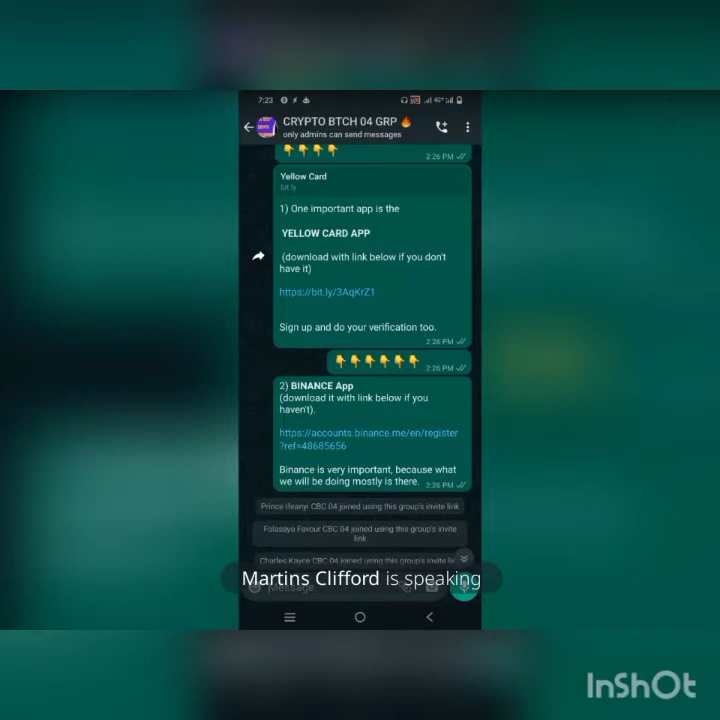 7:23
4G+
CRYPTO BTCH 04 GRP 🔥
only admins can send messages
👇👇👇👇
2:26 PM
Yellow Card
bit.ly
1) One important app is the
YELLOW CARD APP
(download with link below if you don't
have it)
https://bit.ly/3AqKrZ1
Sign up and do your verification too.
2:26 PM
👇👇👇👇👇👇
2:26 PM
2) BINANCE App
(download it with link below if you
haven't).
https://accounts.binance.me/en/register
?ref=48685656
Binance is very important, because what
we will be doing mostly is there. 2:26 PM
Prince Ifeanyi CBC 04 joined using this group's invite link
Folasayo Favour CBC 04 joined using this group's invite
link
Charles Kayce CBC 04 joined using this group's invite
Martins Clifford is speaking
Message
InShOt